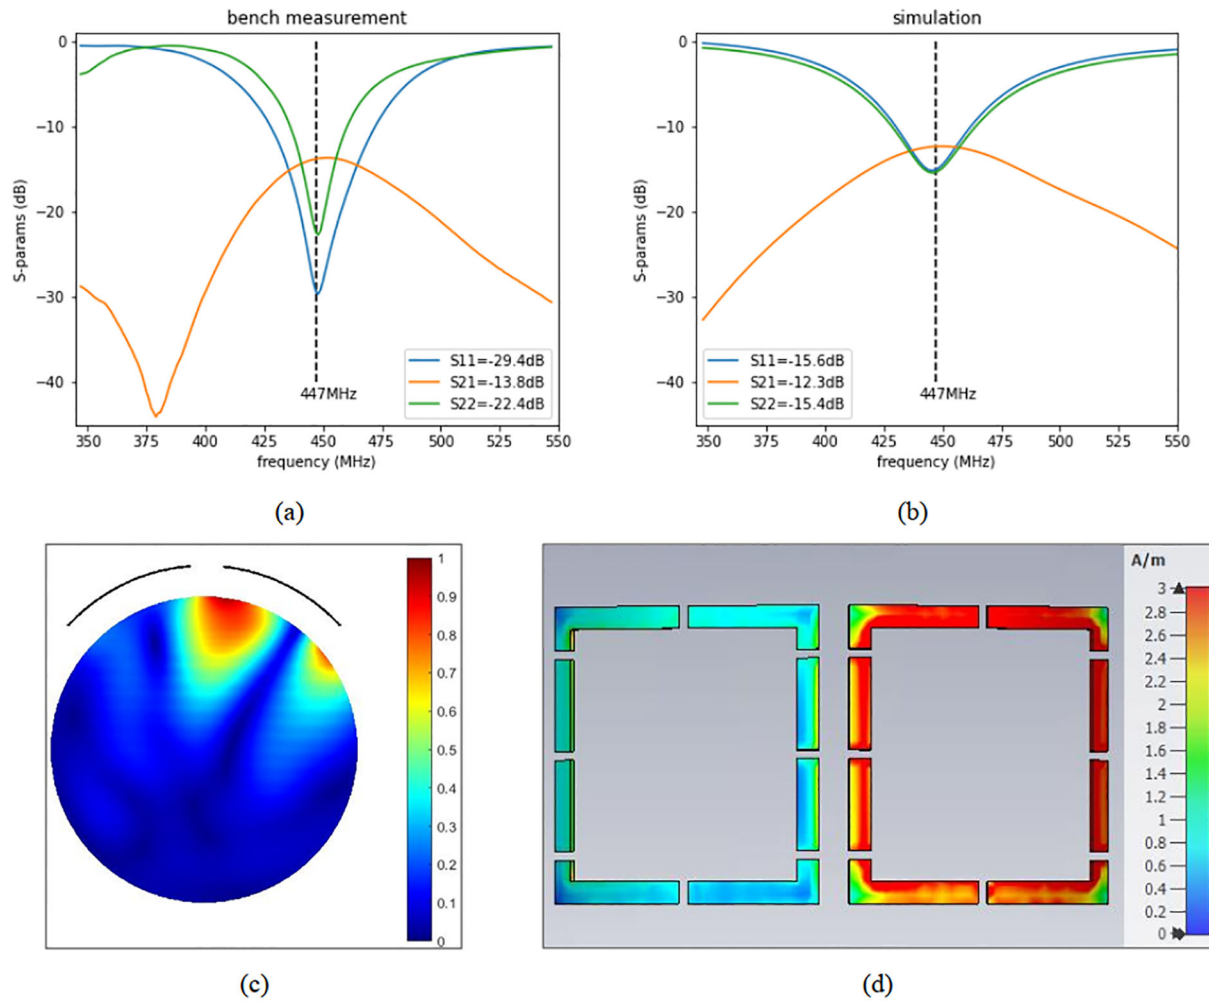 bench measurement
0
−10
−20
−30
−40
S-params (dB)
S11=-29.4dB
S21=-13.8dB
S22=-22.4dB
447MHz
350 375 400 425 450 475 500 525 550
frequency (MHz)
(a)
simulation
0
−10
−20
−30
−40
S-params (dB)
S11=-15.6dB
S21=-12.3dB
S22=-15.4dB
447MHz
350 375 400 425 450 475 500 525 550
frequency (MHz)
(b)
1
0.9
0.8
0.7
0.6
0.5
0.4
0.3
0.2
0.1
0
(c)
A/m
3
2.8
2.6
2.4
2.2
2
1.8
1.6
1.4
1.2
1
0.8
0.6
0.4
0.2
0
(d)